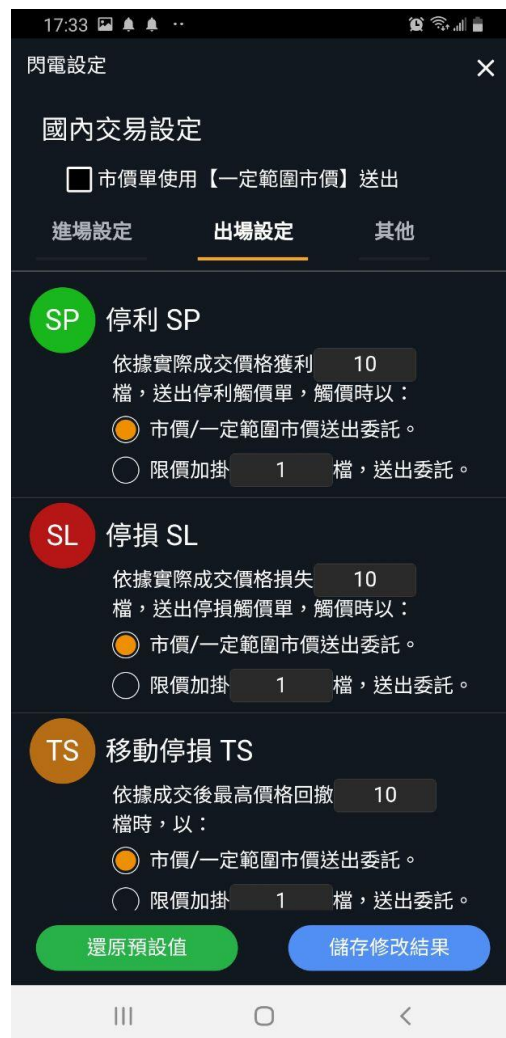 17:33
閃電設定
國內交易設定
市價單使用【一定範圍市價】送出
進場設定 出場設定 其他
SP 停利 SP
依據實際成交價格獲利 10
檔，送出停利觸價單，觸價時以：
市價/一定範圍市價送出委託。
限價加掛 1 檔，送出委託。
SL 停損 SL
依據實際成交價格損失 10
檔，送出停損觸價單，觸價時以：
市價/一定範圍市價送出委託。
限價加掛 1 檔，送出委託。
TS 移動停損 TS
依據成交後最高價格回撤 10
檔時，以：
市價/一定範圍市價送出委託。
限價加掛 1 檔，送出委託。
還原預設值 儲存修改結果